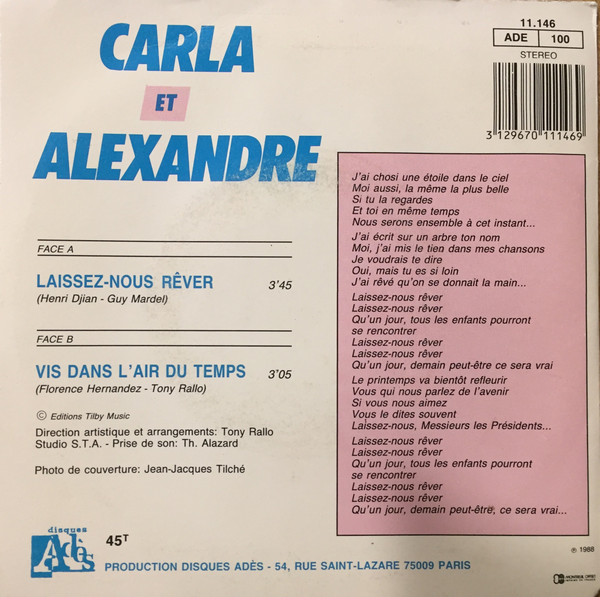 CARLA
ET
ALEXANDRE
11.146
ADE 100
STEREO
3 129670 111469
FACE A
LAISSEZ-NOUS RÊVER 3'45
(Henri Djian - Guy Mardel)
FACE B
VIS DANS L'AIR DU TEMPS 3'05
(Florence Hernandez - Tony Rallo)
© Editions Tilby Music
Direction artistique et arrangements: Tony Rallo
Studio S.T.A. - Prise de son: Th. Alazard
Photo de couverture: Jean-Jacques Tilché
J'ai chosi une étoile dans le ciel
Moi aussi, la même la plus belle
Si tu la regardes
Et toi en même temps
Nous serons ensemble à cet instant...
J'ai écrit sur un arbre ton nom
Moi, j'ai mis le tien dans mes chansons
Je voudrais te dire
Oui, mais tu es si loin
J'ai rêvé qu'on se donnait la main...
Laissez-nous rêver
Laissez-nous rêver
Qu'un jour, tous les enfants pourront
se rencontrer
Laissez-nous rêver
Laissez-nous rêver
Qu'un jour, demain peut-être ce sera vrai
Le printemps va bientôt refleurir
Vous qui nous parlez de l'avenir
Si vous nous aimez
Vous le dites souvent
Laissez-nous, Messieurs les Présidents...
Laissez-nous rêver
Laissez-nous rêver
Qu'un jour, tous les enfants pourront
se rencontrer
Laissez-nous rêver
Laissez-nous rêver
Qu'un jour, demain peut-être, ce sera vrai...
disques
Adès
45T
PRODUCTION DISQUES ADÈS - 54, RUE SAINT-LAZARE 75009 PARIS
℗ 1988